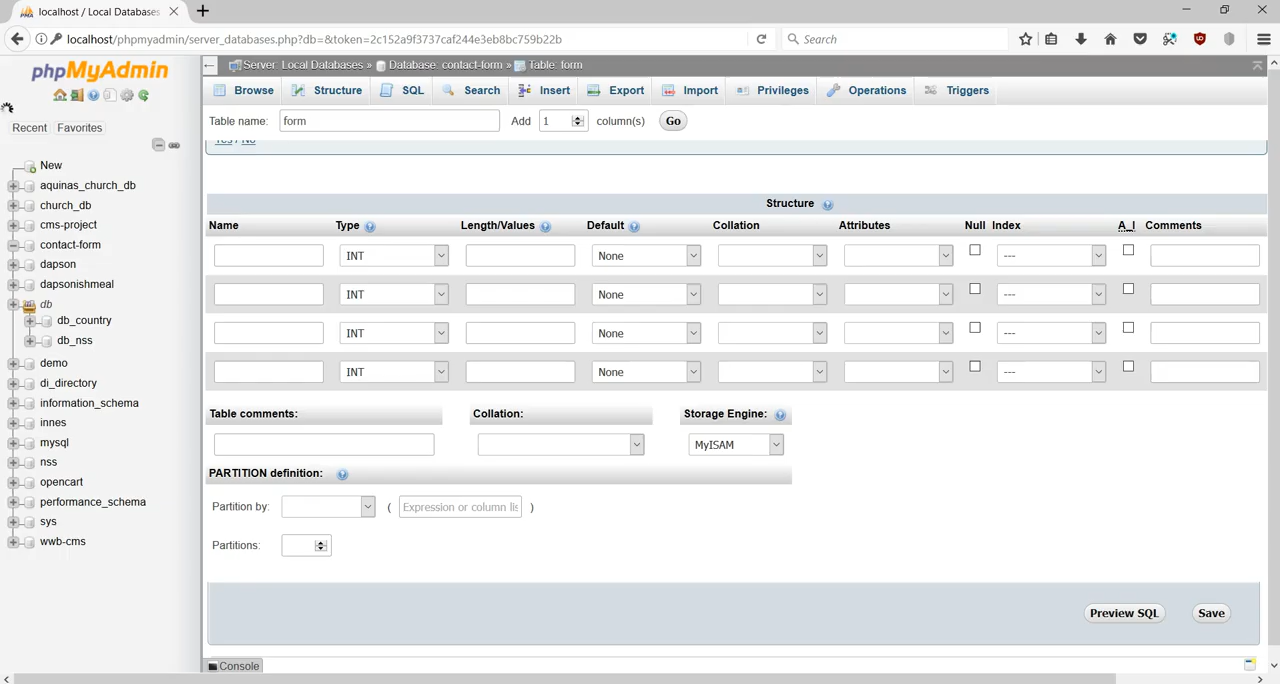 localhost / Local Databases
localhost/phpmyadmin/server_databases.php?db=&token=2c152a9f3737caf244e3eb8bc759b22b
Search
phpMyAdmin
Recent
Favorites
New
aquinas_church_db
church_db
cms-project
contact-form
dapson
dapsonishmeal
db
db_country
db_nss
demo
di_directory
information_schema
innes
mysql
nss
opencart
performance_schema
sys
wwb-cms
Server: Local Databases » Database: contact-form » Table: form
Browse Structure SQL Search Insert Export Import Privileges Operations Triggers
Table name: form Add 1 column(s) Go
Yes / No
Structure
Name Type Length/Values Default Collation Attributes Null Index A_I Comments
INT None ---
INT None ---
INT None ---
INT None ---
Table comments: Collation: Storage Engine:
MyISAM
PARTITION definition:
Partition by: ( Expression or column lis )
Partitions:
Preview SQL Save
Console